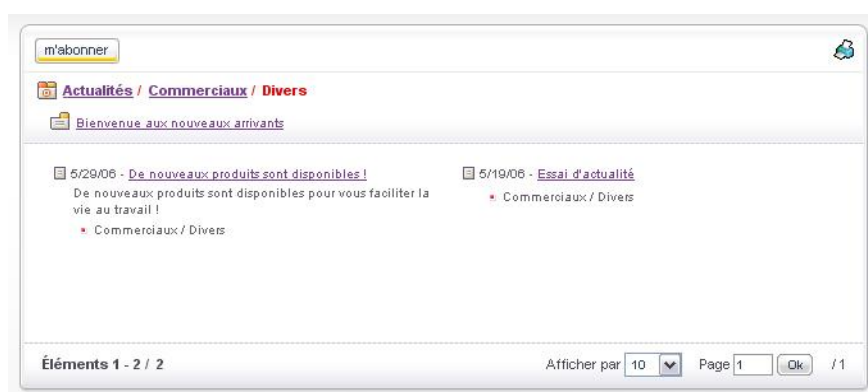 m'abonner
Actualités / Commerciaux / Divers
Bienvenue aux nouveaux arrivants
5/29/06 - De nouveaux produits sont disponibles !
De nouveaux produits sont disponibles pour vous faciliter la
vie au travail !
Commerciaux / Divers
5/19/06 - Essai d'actualité
Commerciaux / Divers
Éléments 1 - 2 / 2
Afficher par 10 Page 1 Ok / 1